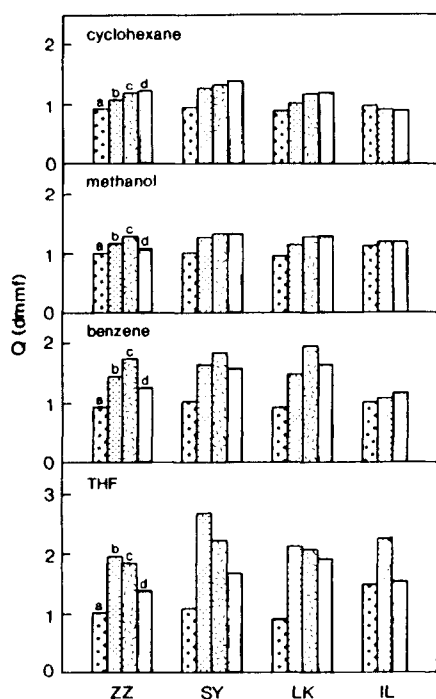 cyclohexane
2
1
0
a b c d
methanol
2
1
0
a b c d
Q (dmmf)
benzene
2
1
0
a b c d
THF
3
2
1
0
a b c d
ZZ SY LK IL